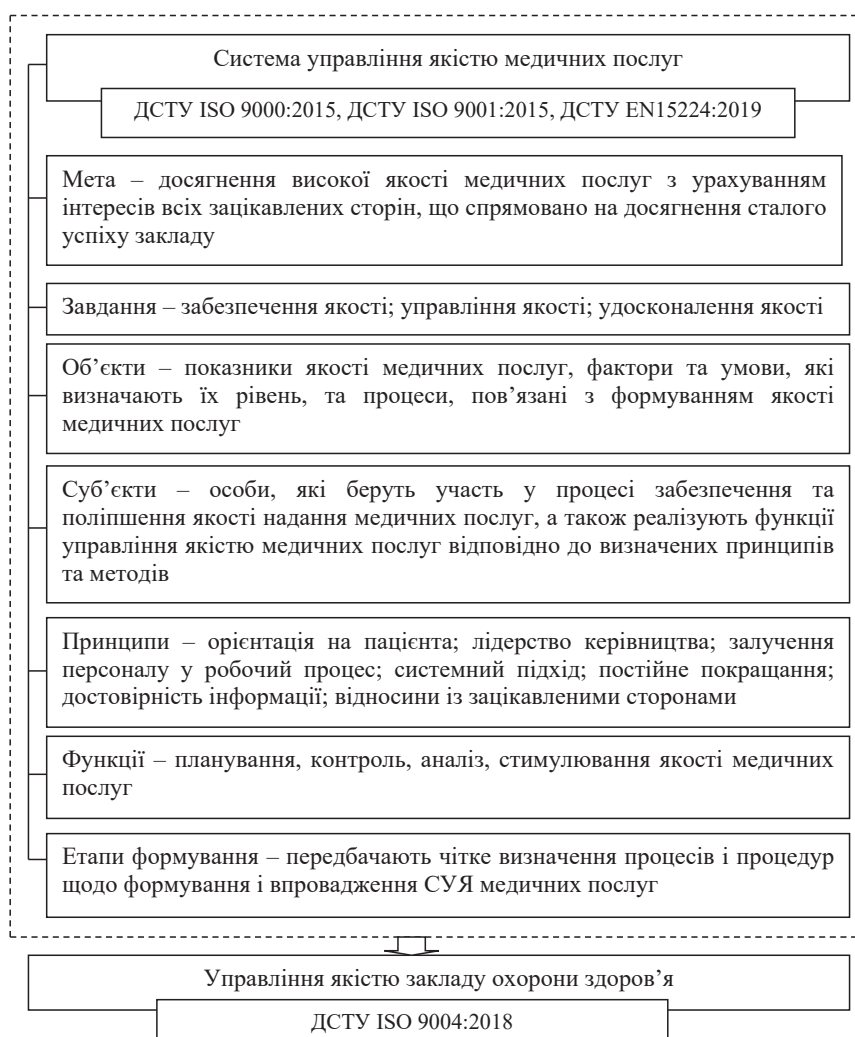 Система управління якістю медичних послуг
ДСТУ ISO 9000:2015, ДСТУ ISO 9001:2015, ДСТУ EN15224:2019
Мета – досягнення високої якості медичних послуг з урахуванням
інтересів всіх зацікавлених сторін, що спрямовано на досягнення сталого
успіху закладу
Завдання – забезпечення якості; управління якості; удосконалення якості
Об’єкти – показники якості медичних послуг, фактори та умови, які
визначають їх рівень, та процеси, пов’язані з формуванням якості
медичних послуг
Суб’єкти – особи, які беруть участь у процесі забезпечення та
поліпшення якості надання медичних послуг, а також реалізують функції
управління якістю медичних послуг відповідно до визначених принципів
та методів
Принципи – орієнтація на пацієнта; лідерство керівництва; залучення
персоналу у робочий процес; системний підхід; постійне покращання;
достовірність інформації; відносини із зацікавленими сторонами
Функції – планування, контроль, аналіз, стимулювання якості медичних
послуг
Етапи формування – передбачають чітке визначення процесів і процедур
щодо формування і впровадження СУЯ медичних послуг
Управління якістю закладу охорони здоров’я
ДСТУ ISO 9004:2018